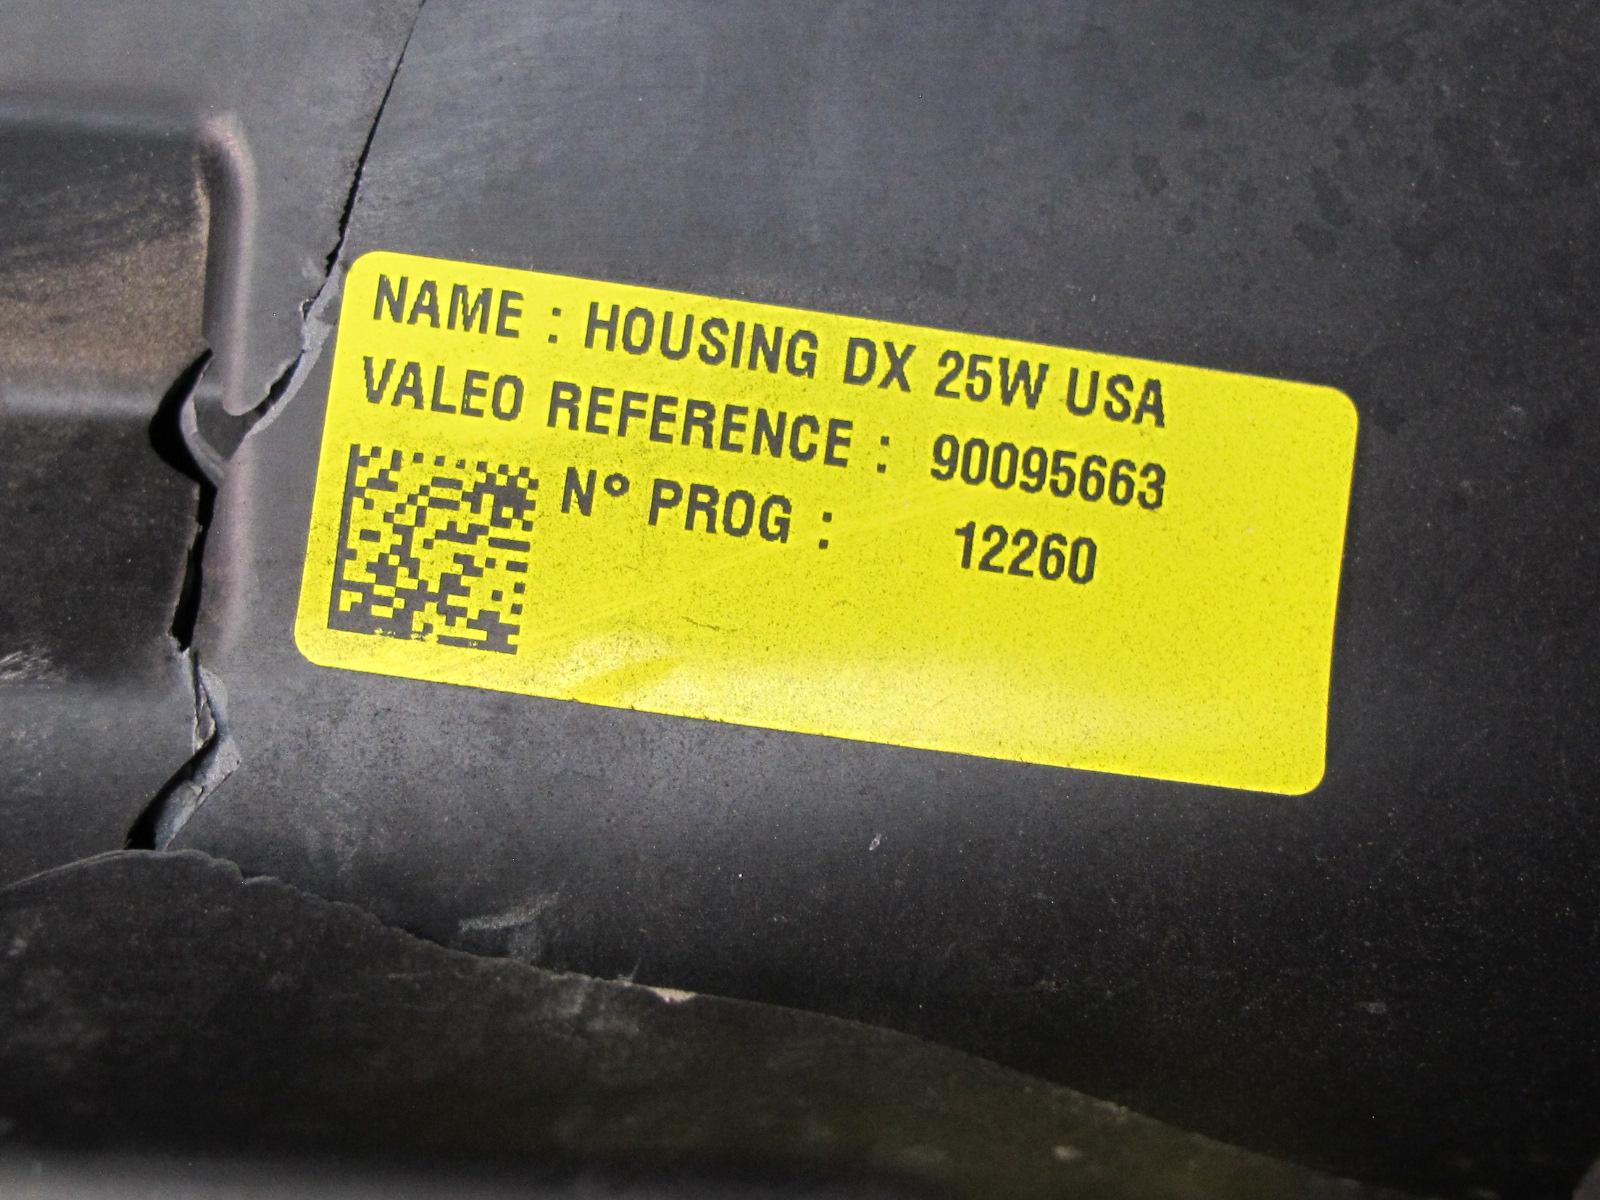 NAME : HOUSING DX 25W USA
VALEO REFERENCE : 90095663
N° PROG : 12260